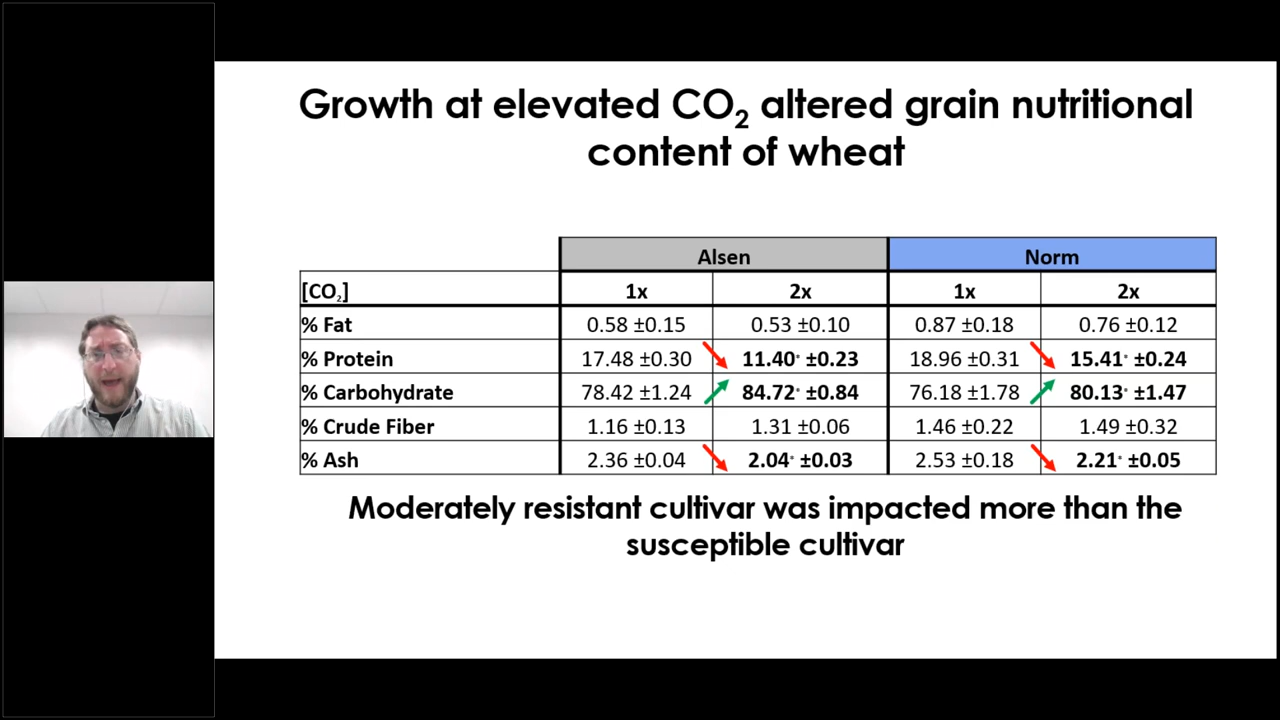 Growth at elevated CO₂ altered grain nutritional
content of wheat
Alsen Norm
[CO₂] 1x 2x 1x 2x
% Fat 0.58 ±0.15 0.53 ±0.10 0.87 ±0.18 0.76 ±0.12
% Protein 17.48 ±0.30 11.40* ±0.23 18.96 ±0.31 15.41* ±0.24
% Carbohydrate 78.42 ±1.24 84.72* ±0.84 76.18 ±1.78 80.13* ±1.47
% Crude Fiber 1.16 ±0.13 1.31 ±0.06 1.46 ±0.22 1.49 ±0.32
% Ash 2.36 ±0.04 2.04* ±0.03 2.53 ±0.18 2.21* ±0.05
Moderately resistant cultivar was impacted more than the
susceptible cultivar